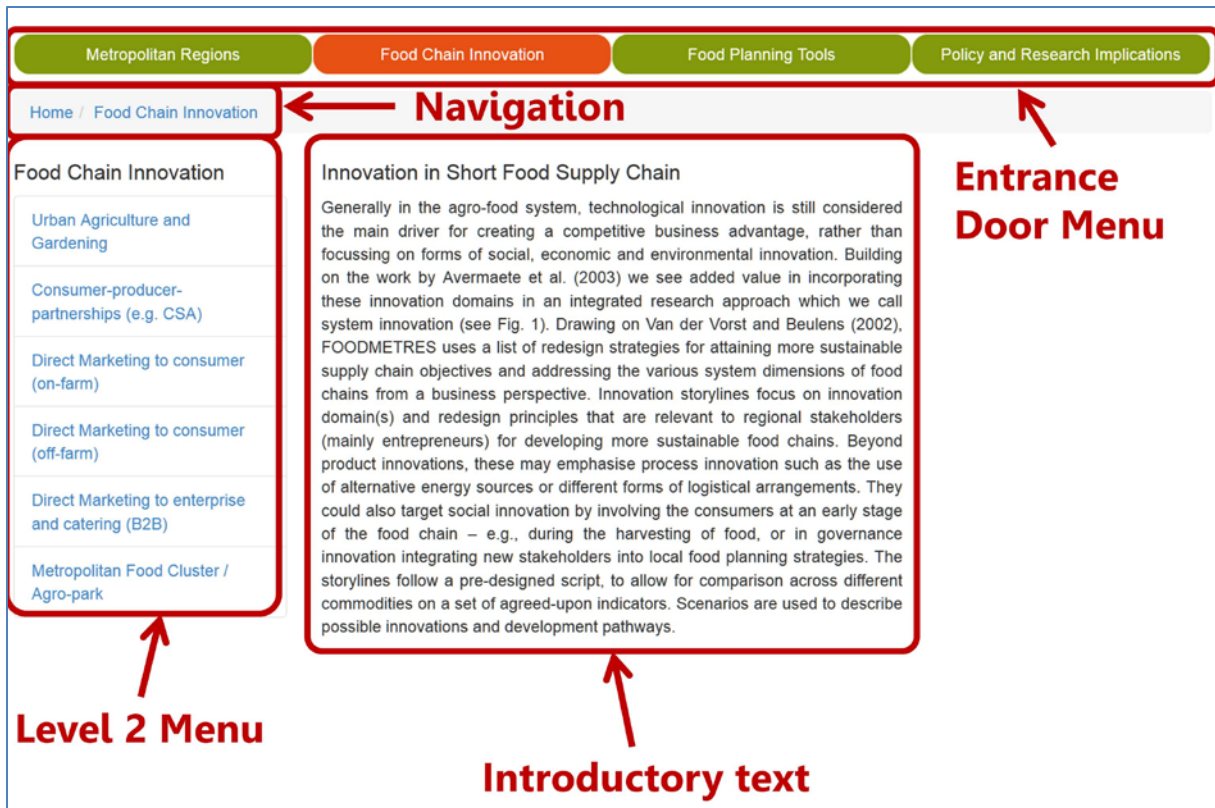 Metropolitan Regions Food Chain Innovation Food Planning Tools Policy and Research Implications
Home / Food Chain Innovation
Navigation
Entrance
Door Menu
Food Chain Innovation
Urban Agriculture and
Gardening
Consumer-producer-
partnerships (e.g. CSA)
Direct Marketing to consumer
(on-farm)
Direct Marketing to consumer
(off-farm)
Direct Marketing to enterprise
and catering (B2B)
Metropolitan Food Cluster /
Agro-park
Level 2 Menu
Innovation in Short Food Supply Chain
Generally in the agro-food system, technological innovation is still considered
the main driver for creating a competitive business advantage, rather than
focussing on forms of social, economic and environmental innovation. Building
on the work by Avermaete et al. (2003) we see added value in incorporating
these innovation domains in an integrated research approach which we call
system innovation (see Fig. 1). Drawing on Van der Vorst and Beulens (2002),
FOODMETRES uses a list of redesign strategies for attaining more sustainable
supply chain objectives and addressing the various system dimensions of food
chains from a business perspective. Innovation storylines focus on innovation
domain(s) and redesign principles that are relevant to regional stakeholders
(mainly entrepreneurs) for developing more sustainable food chains. Beyond
product innovations, these may emphasise process innovation such as the use
of alternative energy sources or different forms of logistical arrangements. They
could also target social innovation by involving the consumers at an early stage
of the food chain – e.g., during the harvesting of food, or in governance
innovation integrating new stakeholders into local food planning strategies. The
storylines follow a pre-designed script, to allow for comparison across different
commodities on a set of agreed-upon indicators. Scenarios are used to describe
possible innovations and development pathways.
Introductory text